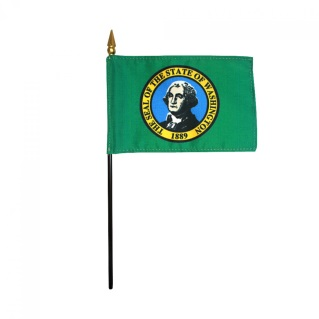 THE SEAL OF THE STATE OF WASHINGTON
1889